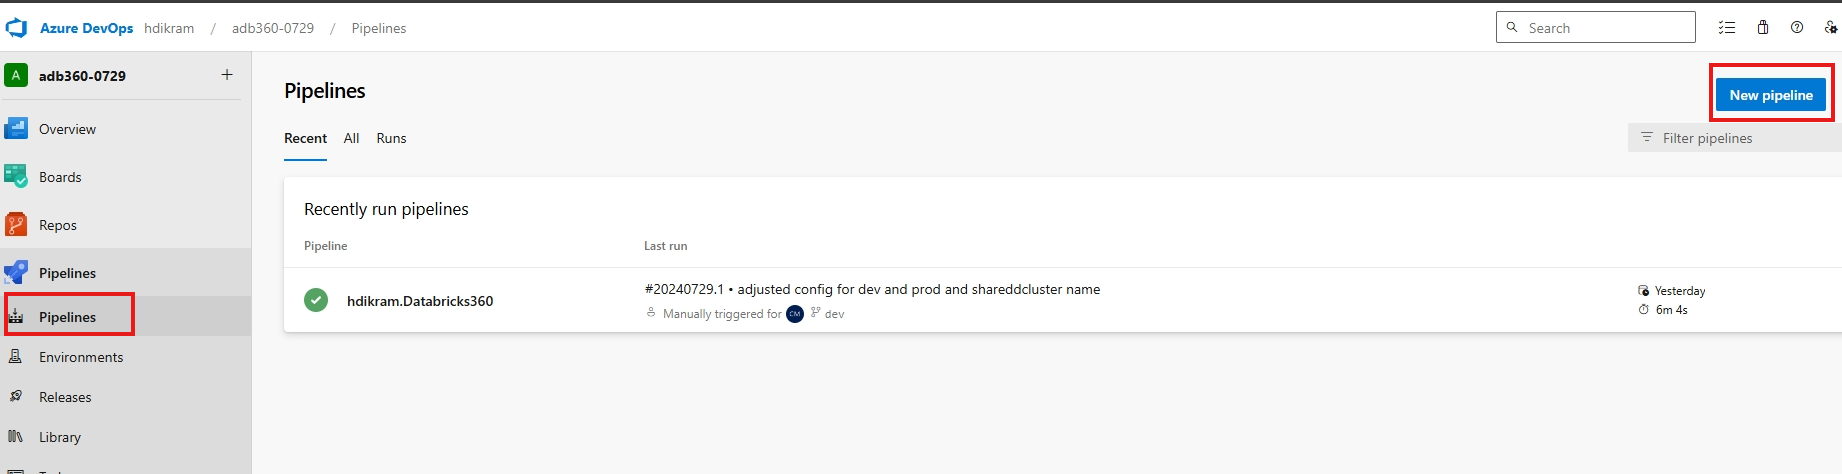 Azure DevOps hdikram / adb360-0729 / Pipelines
Search
A adb360-0729 +
Overview
Boards
Repos
Pipelines
Pipelines
Environments
Releases
Library
Pipelines
New pipeline
Recent All Runs
Filter pipelines
Recently run pipelines
Pipeline Last run
hdikram.Databricks360
#20240729.1 • adjusted config for dev and prod and shareddcluster name
Manually triggered for CM dev
Yesterday
6m 4s